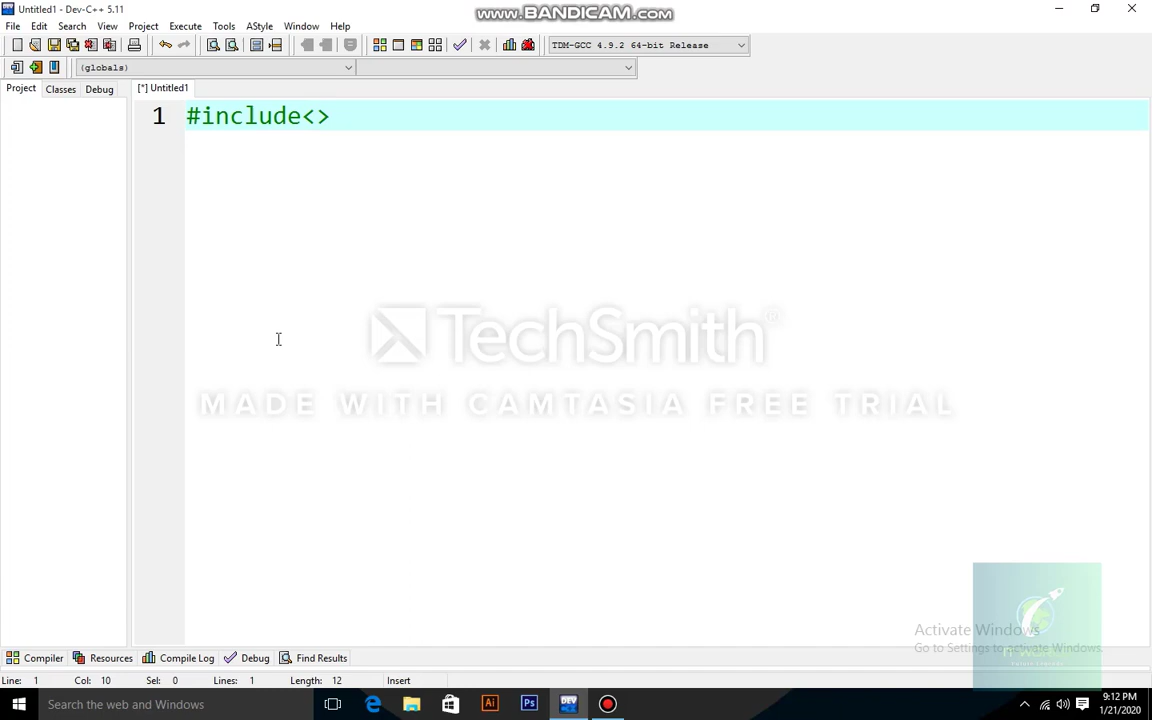 Untitled1 - Dev-C++ 5.11
www.BANDICAM.com
File Edit Search View Project Execute Tools AStyle Window Help
TDM-GCC 4.9.2 64-bit Release
(globals)
Project Classes Debug
[*] Untitled1
1 #include<>
TechSmith®
MADE WITH CAMTASIA FREE TRIAL
Activate Windows
Go to Settings to activate Windows.
Compiler Resources Compile Log Debug Find Results
Line: 1 Col: 10 Sel: 0 Lines: 1 Length: 12 Insert
Search the web and Windows
Ai Ps DEV
9:12 PM
1/21/2020